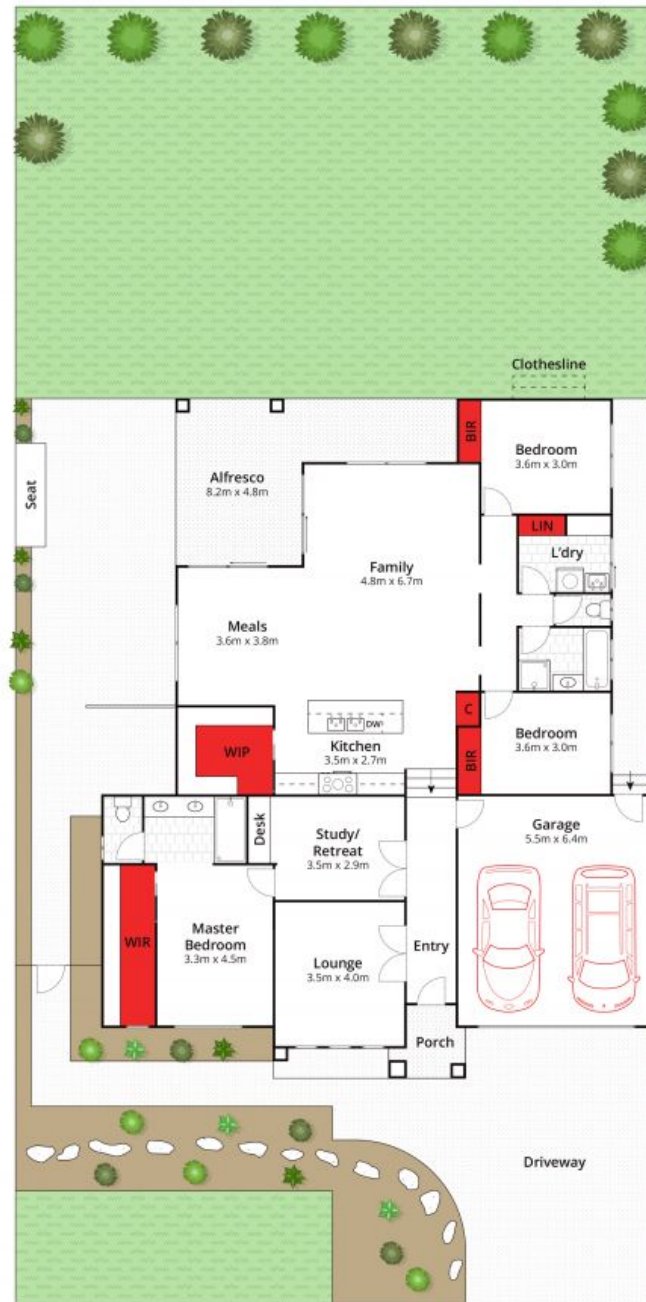 Clothesline
BIR
Bedroom
3.6m x 3.0m
Seat
Alfresco
8.2m x 4.8m
LIN
L'dry
Family
4.8m x 6.7m
Meals
3.6m x 3.8m
C
DW
WIP
Kitchen
3.5m x 2.7m
BIR
Bedroom
3.6m x 3.0m
Desk
Study/
Retreat
3.5m x 2.9m
Garage
5.5m x 6.4m
WIR
Master
Bedroom
3.3m x 4.5m
Lounge
3.5m x 4.0m
Entry
Porch
Driveway